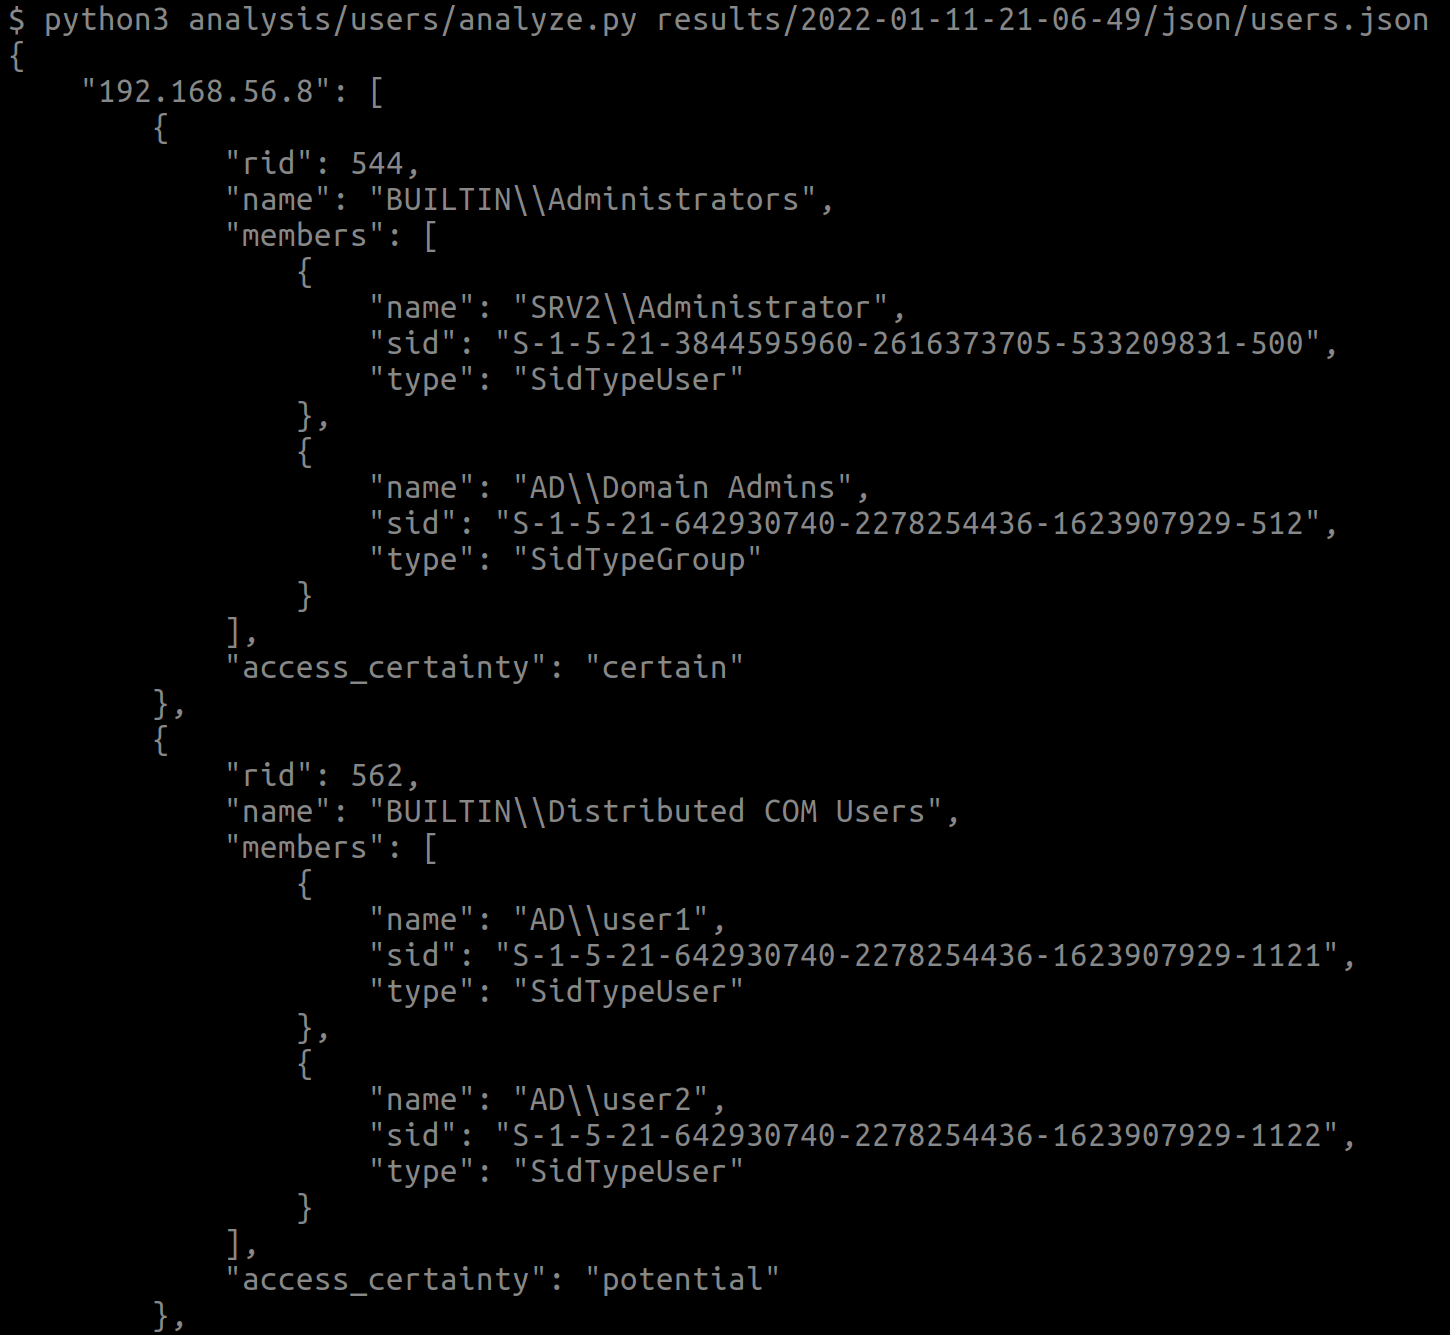 $ python3 analysis/users/analyze.py results/2022-01-11-21-06-49/json/users.json
{
    "192.168.56.8": [
        {
            "rid": 544,
            "name": "BUILTIN\\Administrators",
            "members": [
                {
                    "name": "SRV2\\Administrator",
                    "sid": "S-1-5-21-3844595960-2616373705-533209831-500",
                    "type": "SidTypeUser"
                },
                {
                    "name": "AD\\Domain Admins",
                    "sid": "S-1-5-21-642930740-2278254436-1623907929-512",
                    "type": "SidTypeGroup"
                }
            ],
            "access_certainty": "certain"
        },
        {
            "rid": 562,
            "name": "BUILTIN\\Distributed COM Users",
            "members": [
                {
                    "name": "AD\\user1",
                    "sid": "S-1-5-21-642930740-2278254436-1623907929-1121",
                    "type": "SidTypeUser"
                },
                {
                    "name": "AD\\user2",
                    "sid": "S-1-5-21-642930740-2278254436-1623907929-1122",
                    "type": "SidTypeUser"
                }
            ],
            "access_certainty": "potential"
        },